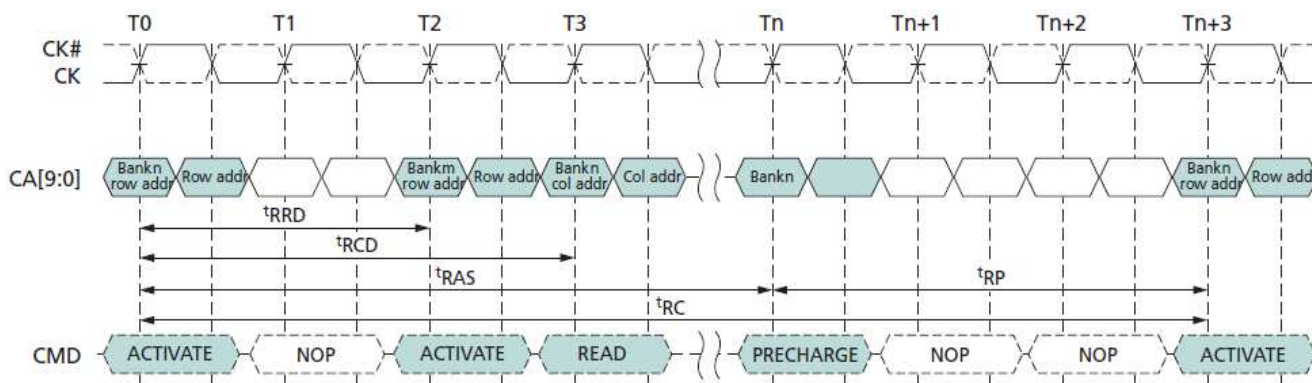 T0 T1 T2 T3 Tn Tn+1 Tn+2 Tn+3
CK#
CK
CA[9:0]
Bankn row addr
Row addr
Bankm row addr
Row addr
Bankn col addr
Col addr
Bankn
Bankn row addr
Row add
tRRD
tRCD
tRAS
tRP
tRC
CMD ACTIVATE NOP ACTIVATE READ PRECHARGE NOP NOP ACTIVATE